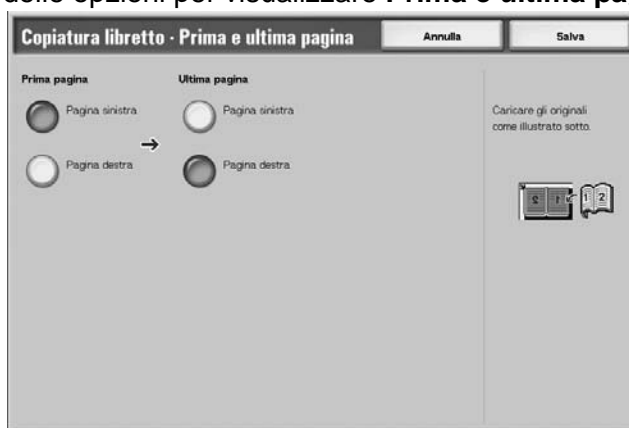 delle opzioni per visualizzare Prima e ultima pa
Copiatura libretto - Prima e ultima pagina
Annulla
Salva
Prima pagina
Ultima pagina
Pagina sinistra
Pagina sinistra
Caricare gli originali
come illustrato sotto.
→
Pagina destra
Pagina destra
2 1 1 2